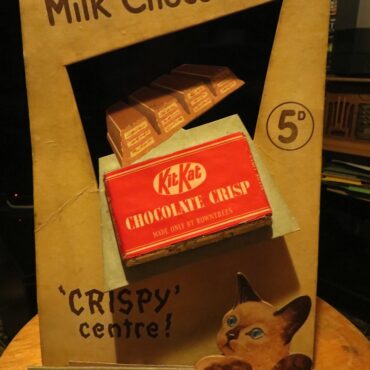 Milk Choco
5D
KitKat
CHOCOLATE CRISP
MADE ONLY BY ROWNTREES
'CRISPY'
centre!